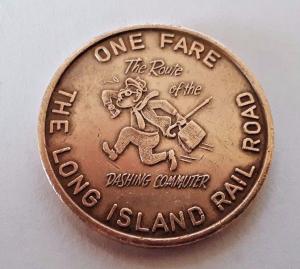 ONE FARE
The Route
of the
DASHING COMMUTER
THE LONG ISLAND RAIL ROAD